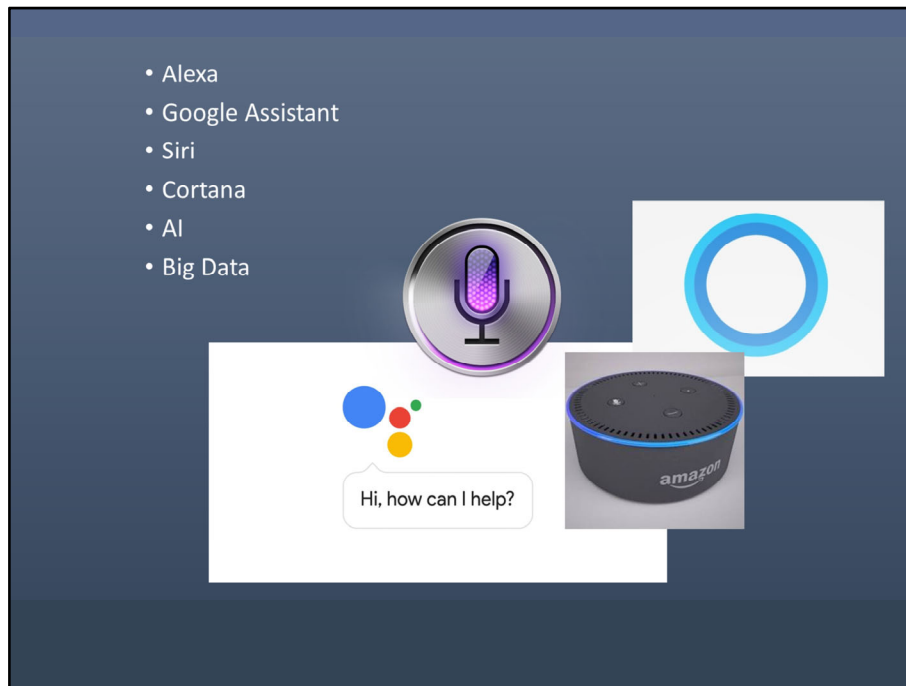 • Alexa
• Google Assistant
• Siri
• Cortana
• AI
• Big Data
Hi, how can I help?
amazon